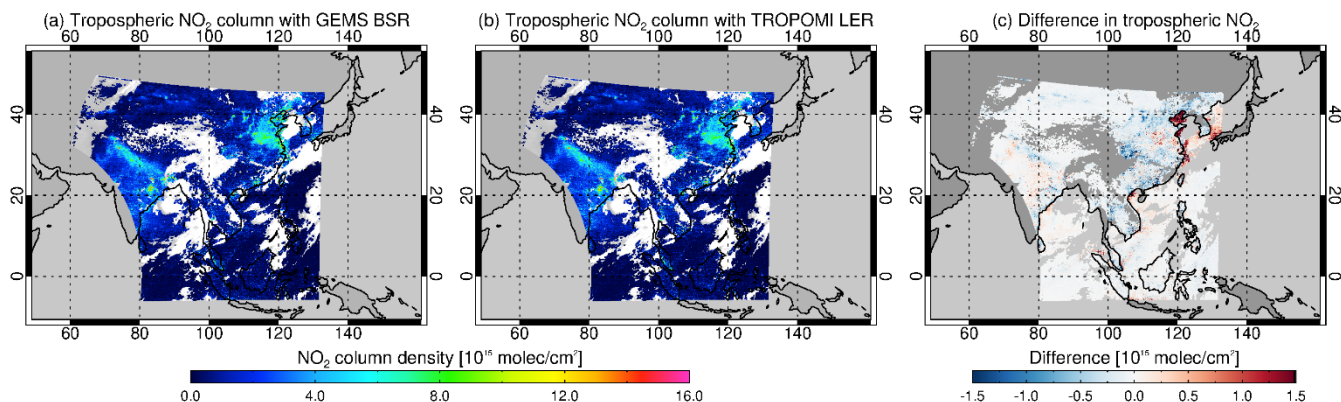 (a) Tropospheric NO₂ column with GEMS BSR
60 80 100 120 140
40
20
0
40
20
0
60 80 100 120 140
(b) Tropospheric NO₂ column with TROPOMI LER
60 80 100 120 140
40
20
0
40
20
0
60 80 100 120 140
(c) Difference in tropospheric NO₂
60 80 100 120 140
40
20
0
40
20
0
60 80 100 120 140
NO₂ column density [10¹⁵ molec/cm²]
0.0 4.0 8.0 12.0 16.0
Difference [10¹⁵ molec/cm²]
-1.5 -1.0 -0.5 0.0 0.5 1.0 1.5